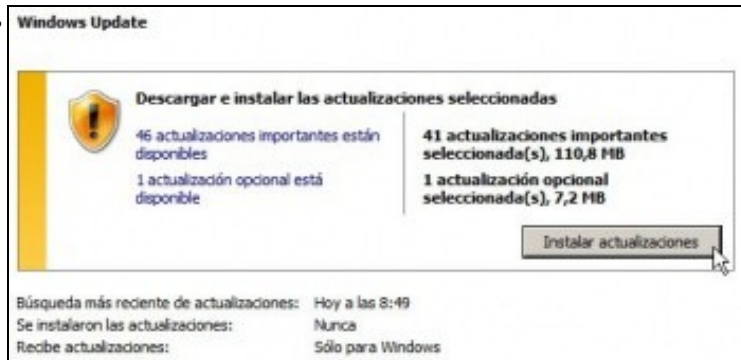 Windows Update
Descargar e instalar las actualizaciones seleccionadas
46 actualizaciones importantes están
disponibles
1 actualización opcional está
disponible
41 actualizaciones importantes
seleccionada(s), 110,8 MB
1 actualización opcional
seleccionada(s), 7,2 MB
Instalar actualizaciones
Búsqueda más reciente de actualizaciones: Hoy a las 8:49
Se instalaron las actualizaciones: Nunca
Recibe actualizaciones: Sólo para Windows